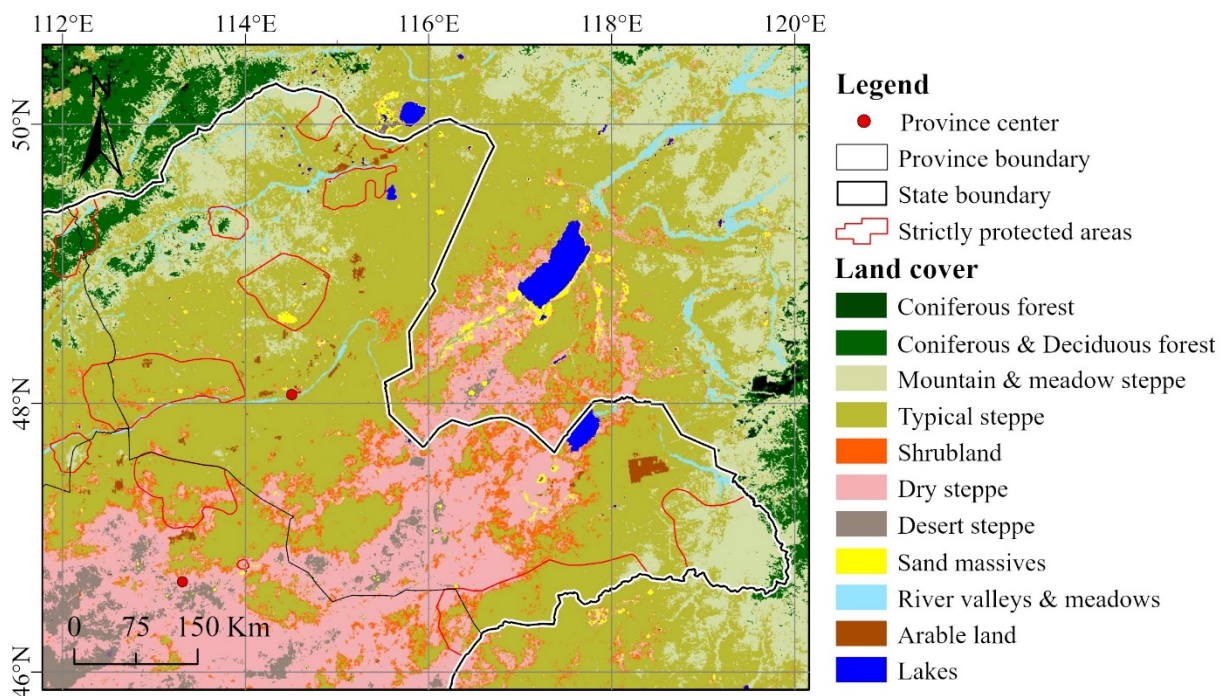 112°E 114°E 116°E 118°E 120°E
N
50°N
48°N
46°N
0 75 150 Km
Legend
Province center
Province boundary
State boundary
Strictly protected areas
Land cover
Coniferous forest
Coniferous & Deciduous forest
Mountain & meadow steppe
Typical steppe
Shrubland
Dry steppe
Desert steppe
Sand massives
River valleys & meadows
Arable land
Lakes